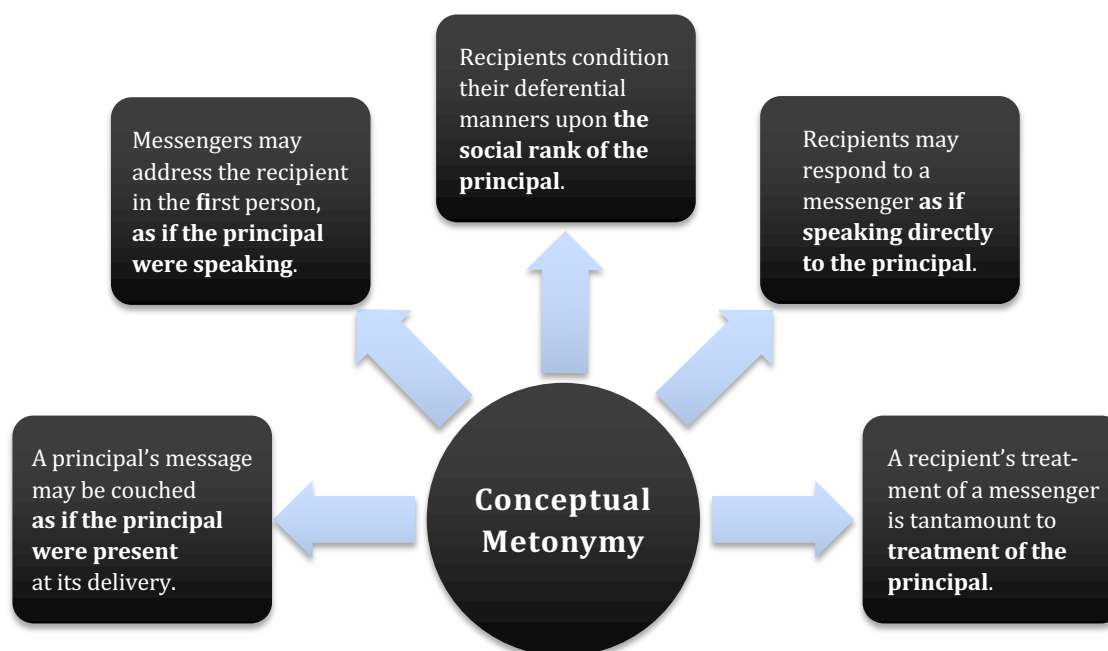 Recipients condition
their deferential
manners upon the
social rank of the
principal.
Messengers may
address the recipient
in the first person,
as if the principal
were speaking.
Recipients may
respond to a
messenger as if
speaking directly
to the principal.
A principal’s message
may be couched
as if the principal
were present
at its delivery.
Conceptual
Metonymy
A recipient’s treat-
ment of a messenger
is tantamount to
treatment of the
principal.